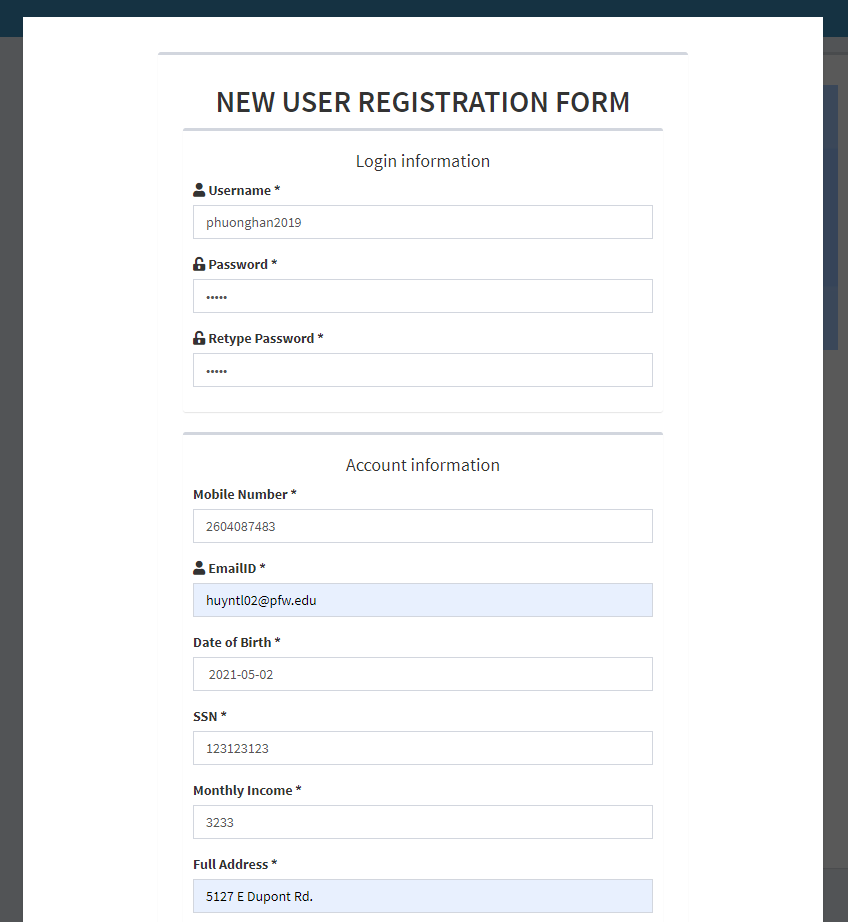 NEW USER REGISTRATION FORM
Login information
Username *
phuonghan2019
Password *
•••••
Retype Password *
•••••
Account information
Mobile Number *
2604087483
EmailID *
huyntl02@pfw.edu
Date of Birth *
2021-05-02
SSN *
123123123
Monthly Income *
3233
Full Address *
5127 E Dupont Rd.